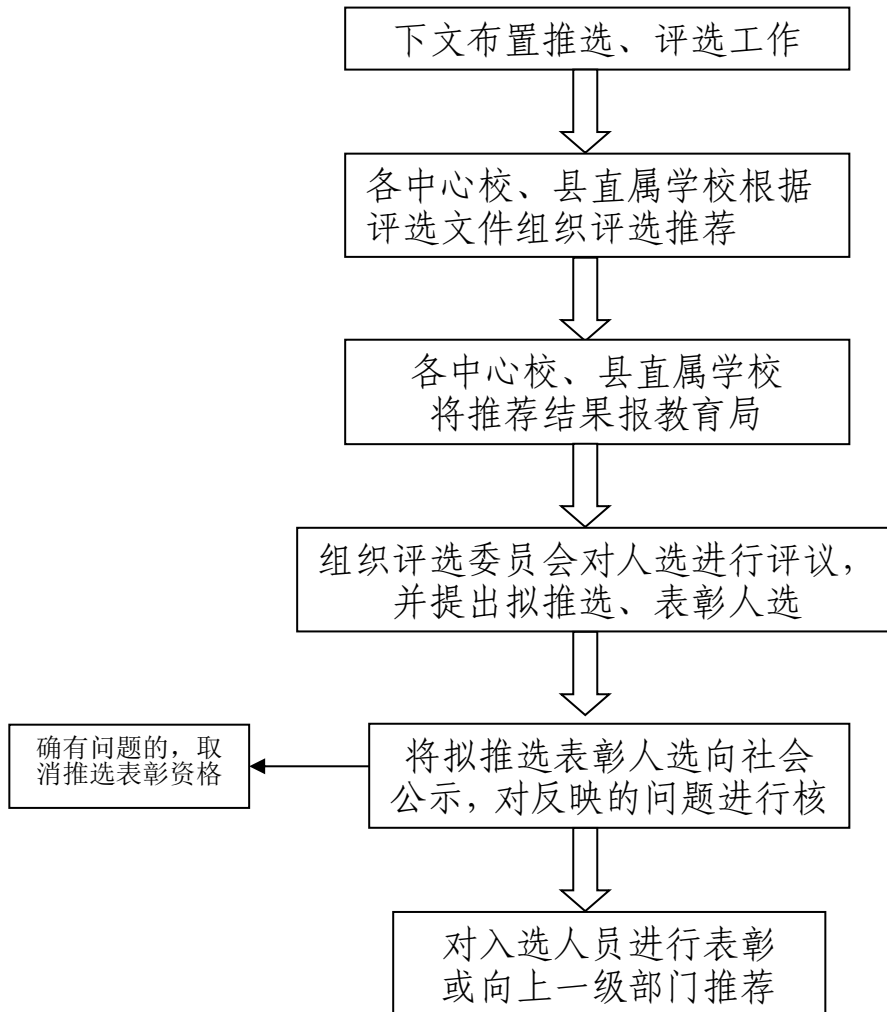 下文布置推选、评选工作
各中心校、县直属学校根据
评选文件组织评选推荐
各中心校、县直属学校
将推荐结果报教育局
组织评选委员会对人选进行评议，
并提出拟推选、表彰人选
确有问题的，取
消推选表彰资格
将拟推选表彰人选向社会
公示，对反映的问题进行核
对入选人员进行表彰
或向上一级部门推荐